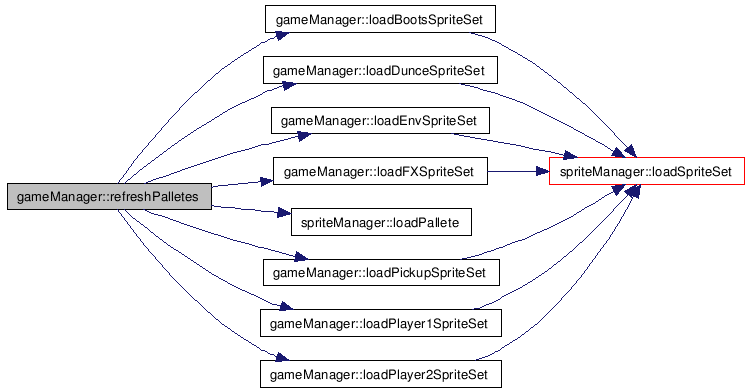 gameManager::loadBootsSpriteSet
gameManager::loadDunceSpriteSet
gameManager::loadEnvSpriteSet
gameManager::loadFXSpriteSet
spriteManager::loadSpriteSet
gameManager::refreshPalletes
spriteManager::loadPallete
gameManager::loadPickupSpriteSet
gameManager::loadPlayer1SpriteSet
gameManager::loadPlayer2SpriteSet